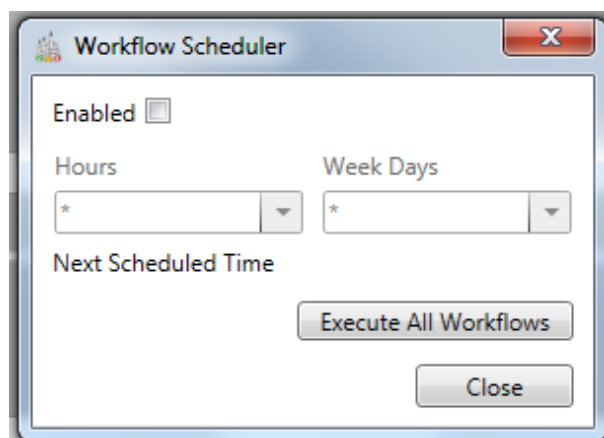 Workflow Scheduler
Enabled
Hours Week Days
* *
Next Scheduled Time
Execute All Workflows
Close